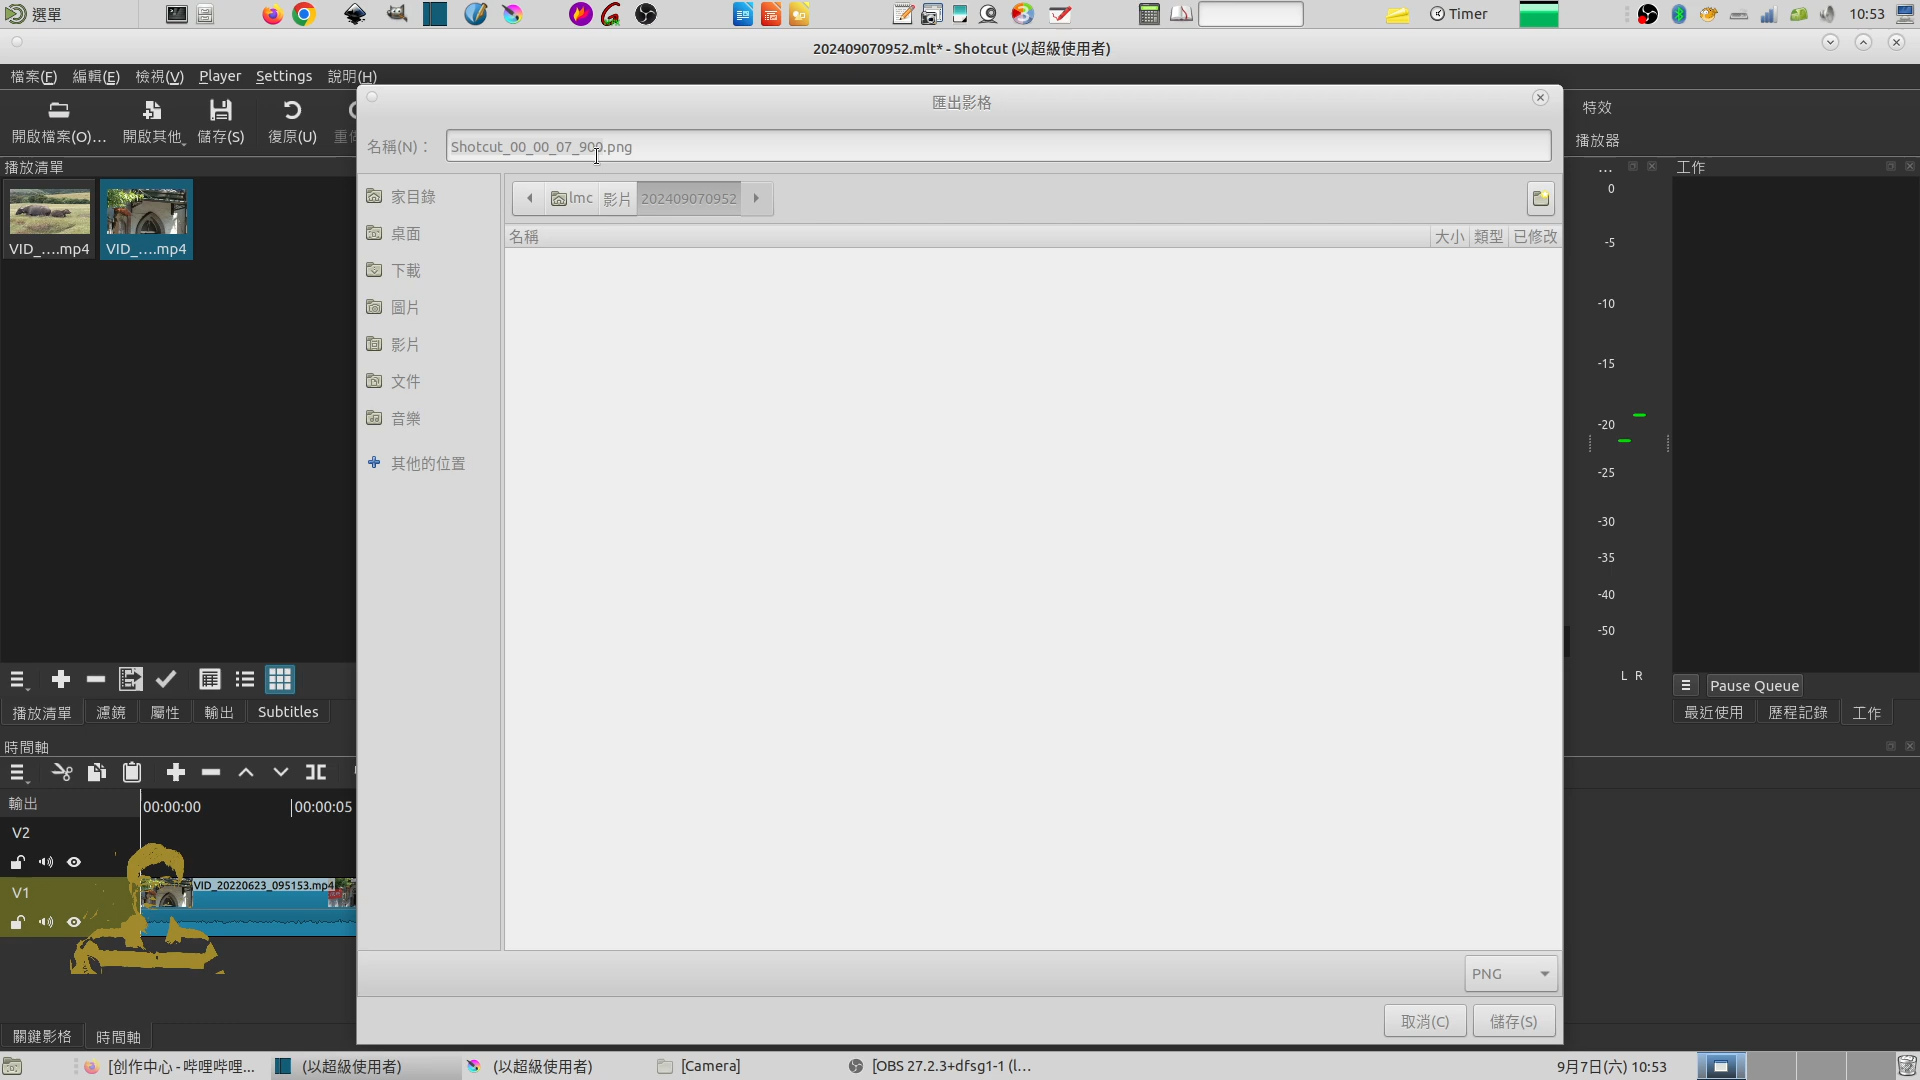 選單
Timer
10:53
202409070952.mlt* - Shotcut (以超級使用者)
檔案(F) 編輯(E) 檢視(V) Player Settings 說明(H)
開啟檔案(O)... 開啟其他. 儲存(S) 復原(U)
匯出影格
名稱(N)：
Shotcut_00_00_07_900.png
特效
播放器
播放清單
VID_....mp4
VID_....mp4
家目錄
桌面
下載
圖片
影片
文件
音樂
其他的位置
lmc 影片 202409070952
名稱 大小 類型 已修改
...
工作
0
-5
-10
-15
-20
-25
-30
-35
-40
-50
L R
Pause Queue
最近使用 歷程記錄 工作
播放清單 濾鏡 屬性 輸出 Subtitles
時間軸
輸出
00:00:00
00:00:05
V2
V1
VID_20220623_095153.mp4
PNG
取消(C)
儲存(S)
關鍵影格 時間軸
[创作中心 - 哔哩哔哩...
(以超級使用者)
(以超級使用者)
[Camera]
[OBS 27.2.3+dfsg1-1 (l...
9月7日(六) 10:53